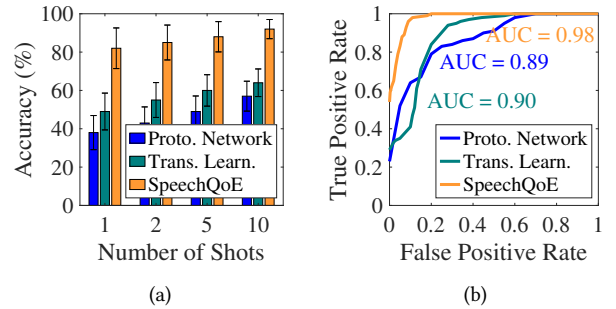 100
80
60
40
20
0
Accuracy (%)
Proto. Network
Trans. Learn.
SpeechQoE
1 2 5 10
Number of Shots
(a)
1
0.8
0.6
0.4
0.2
0
True Positive Rate
AUC = 0.98
AUC = 0.89
AUC = 0.90
Proto. Network
Trans. Learn.
SpeechQoE
0 0.2 0.4 0.6 0.8 1
False Positive Rate
(b)